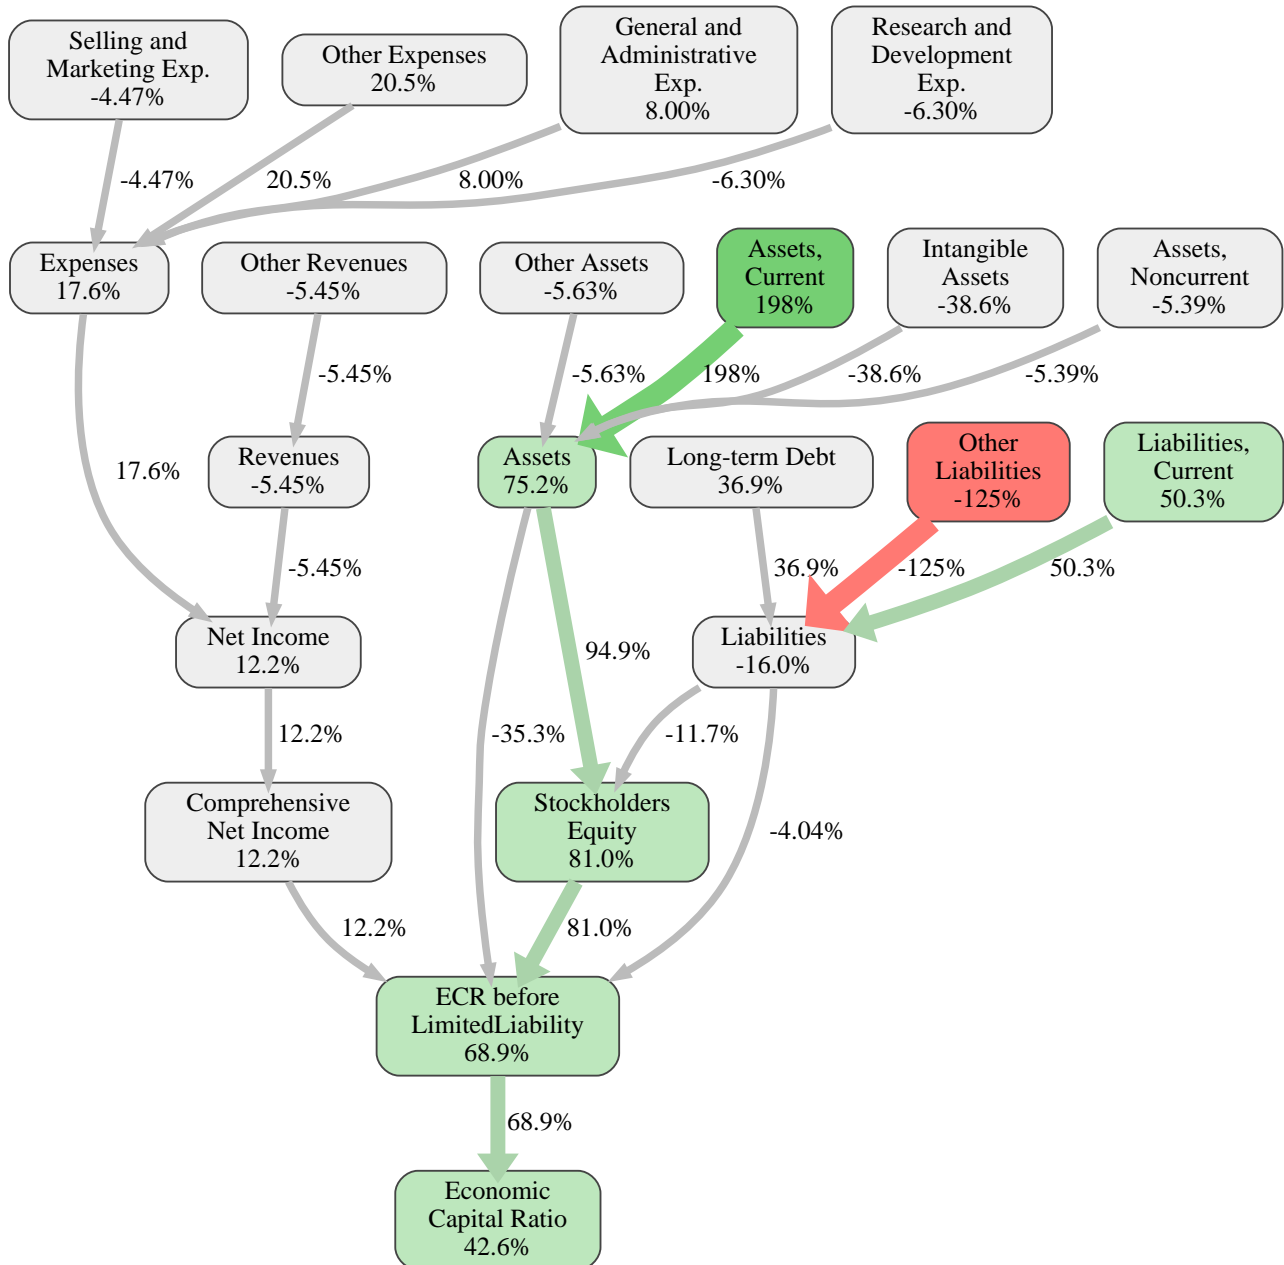 Selling and
Marketing Exp.
-4.47%
Other Expenses
20.5%
General and
Administrative
Exp.
8.00%
Research and
Development
Exp.
-6.30%
-4.47%
20.5%
8.00%
-6.30%
Expenses
17.6%
Other Revenues
-5.45%
Other Assets
-5.63%
Assets,
Current
198%
Intangible
Assets
-38.6%
Assets,
Noncurrent
-5.39%
-5.45%
-5.63%
198%
-38.6%
-5.39%
17.6%
Revenues
-5.45%
Assets
75.2%
Long-term Debt
36.9%
Other
Liabilities
-125%
Liabilities,
Current
50.3%
-5.45%
36.9%
-125%
50.3%
Net Income
12.2%
94.9%
Liabilities
-16.0%
12.2%
-35.3%
-11.7%
Comprehensive
Net Income
12.2%
Stockholders
Equity
81.0%
-4.04%
12.2%
81.0%
ECR before
LimitedLiability
68.9%
68.9%
Economic
Capital Ratio
42.6%